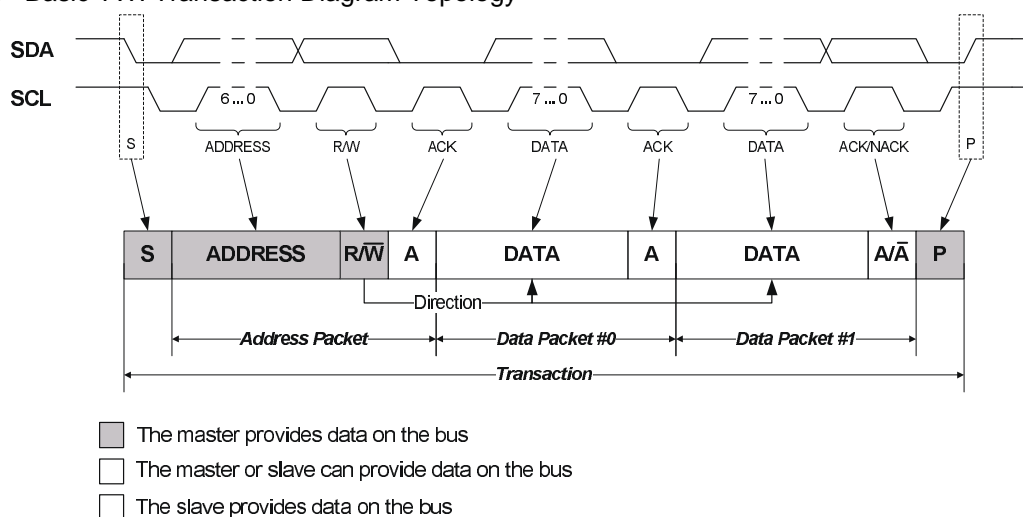 Basic TWI Transaction Diagram Topology
SDA
SCL
6 ... 0
7 ... 0
7 ... 0
S
ADDRESS
R/W
ACK
DATA
ACK
DATA
ACK/NACK
P
S
ADDRESS
R/W̅
A
DATA
A
DATA
A/A̅
P
Direction
Address Packet
Data Packet #0
Data Packet #1
Transaction
The master provides data on the bus
The master or slave can provide data on the bus
The slave provides data on the bus